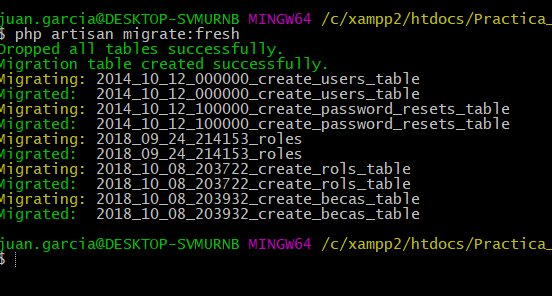 juan.garcia@DESKTOP-SVMURNB MINGW64 /c/xampp2/htdocs/Practica_
$ php artisan migrate:fresh
Dropped all tables successfully.
Migration table created successfully.
Migrating: 2014_10_12_000000_create_users_table
Migrated:  2014_10_12_000000_create_users_table
Migrating: 2014_10_12_100000_create_password_resets_table
Migrated:  2014_10_12_100000_create_password_resets_table
Migrating: 2018_09_24_214153_roles
Migrated:  2018_09_24_214153_roles
Migrating: 2018_10_08_203722_create_rols_table
Migrated:  2018_10_08_203722_create_rols_table
Migrating: 2018_10_08_203932_create_becas_table
Migrated:  2018_10_08_203932_create_becas_table
juan.garcia@DESKTOP-SVMURNB MINGW64 /c/xampp2/htdocs/Practica_
$